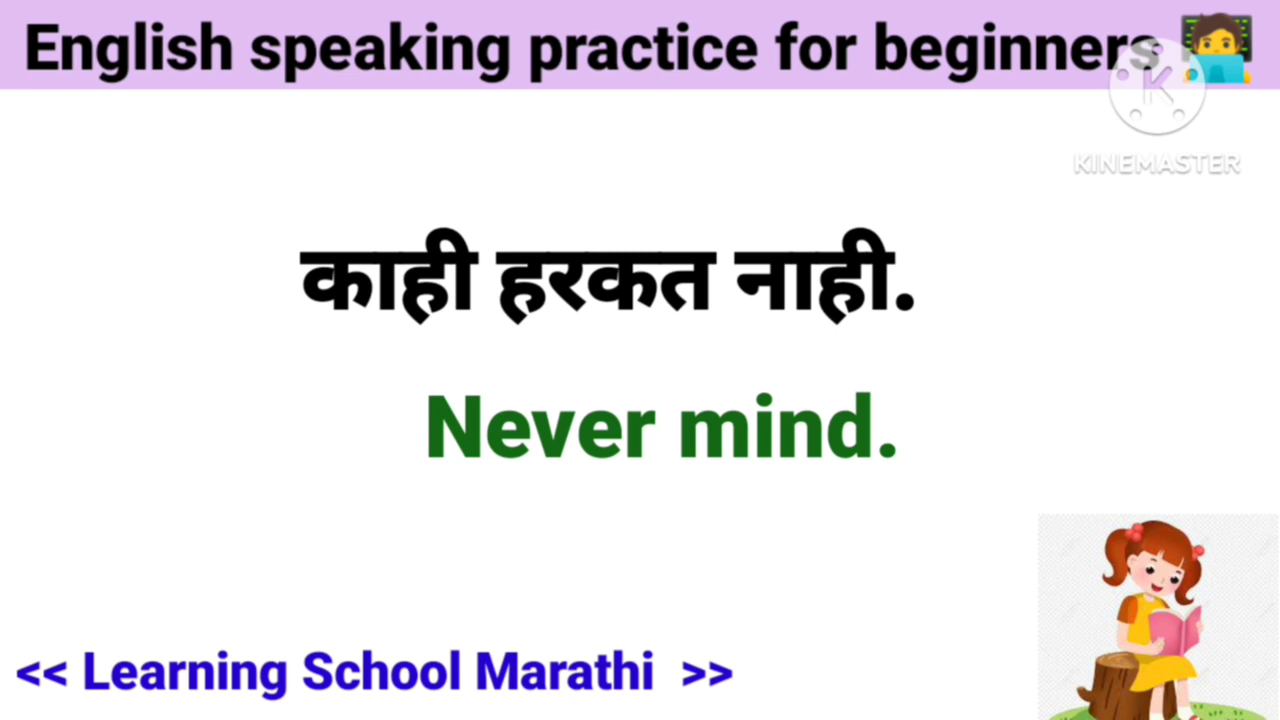 English speaking practice for beginners
KINEMASTER
काही हरकत नाही.
Never mind.
<< Learning School Marathi >>